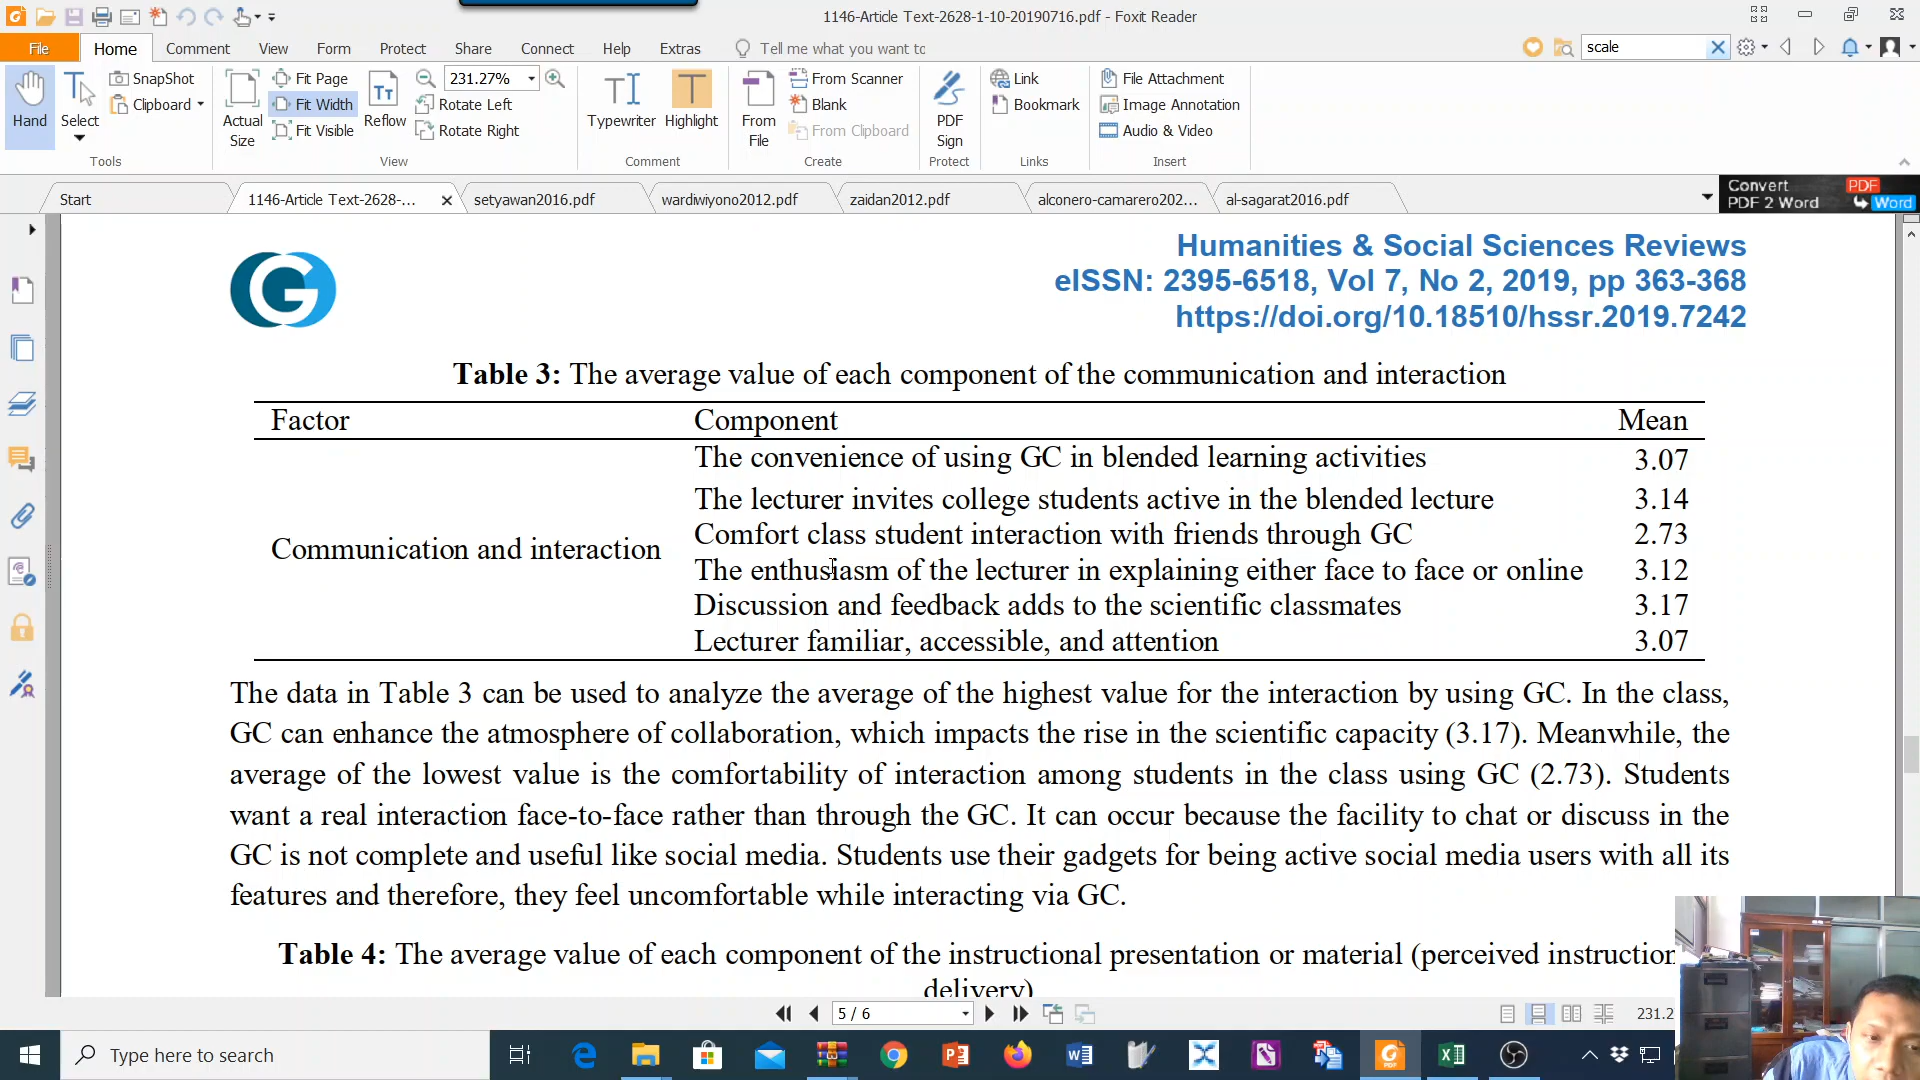 1146-Article Text-2628-1-10-20190716.pdf - Foxit Reader
File Home Comment View Form Protect Share Connect Help Extras Tell me what you want to scale
SnapShot Fit Page 231.27% From Scanner Link File Attachment
Clipboard Fit Width Rotate Left Blank Bookmark Image Annotation
Fit Visible Rotate Right From Clipboard Audio & Video
Hand Select Actual Size Reflow Typewriter Highlight From File PDF Sign
Tools View Comment Create Protect Links Insert
Start 1146-Article Text-2628-... setyawan2016.pdf wardiwiyono2012.pdf zaidan2012.pdf alconero-camarero202... al-sagarat2016.pdf
Convert PDF
PDF 2 Word Word
G
Humanities & Social Sciences Reviews
eISSN: 2395-6518, Vol 7, No 2, 2019, pp 363-368
https://doi.org/10.18510/hssr.2019.7242
Table 3: The average value of each component of the communication and interaction
Factor Component Mean
The convenience of using GC in blended learning activities 3.07
The lecturer invites college students active in the blended lecture 3.14
Comfort class student interaction with friends through GC 2.73
Communication and interaction
The enthusiasm of the lecturer in explaining either face to face or online 3.12
Discussion and feedback adds to the scientific classmates 3.17
Lecturer familiar, accessible, and attention 3.07
The data in Table 3 can be used to analyze the average of the highest value for the interaction by using GC. In the class,
GC can enhance the atmosphere of collaboration, which impacts the rise in the scientific capacity (3.17). Meanwhile, the
average of the lowest value is the comfortability of interaction among students in the class using GC (2.73). Students
want a real interaction face-to-face rather than through the GC. It can occur because the facility to chat or discuss in the
GC is not complete and useful like social media. Students use their gadgets for being active social media users with all its
features and therefore, they feel uncomfortable while interacting via GC.
Table 4: The average value of each component of the instructional presentation or material (perceived instruction
delivery)
5 / 6 231.2
Type here to search